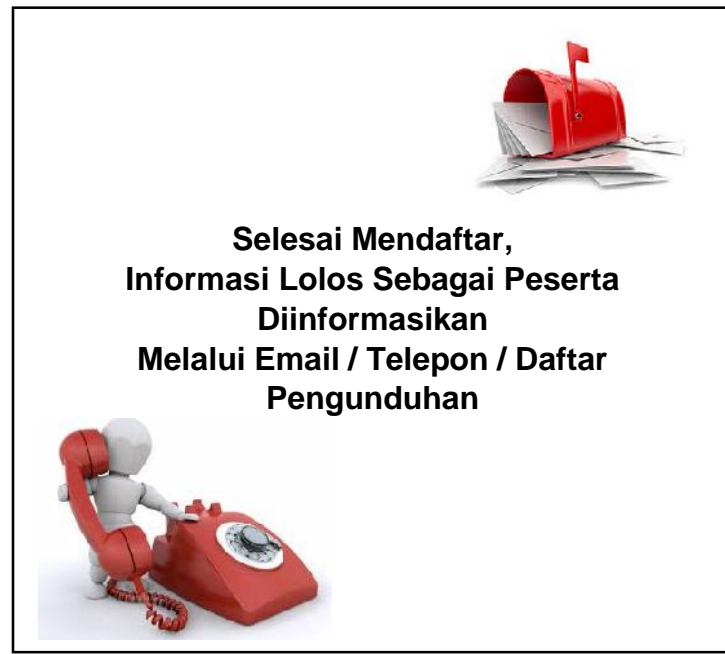 Selesai Mendaftar,
Informasi Lolos Sebagai Peserta
Diinformasikan
Melalui Email / Telepon / Daftar
Pengunduhan